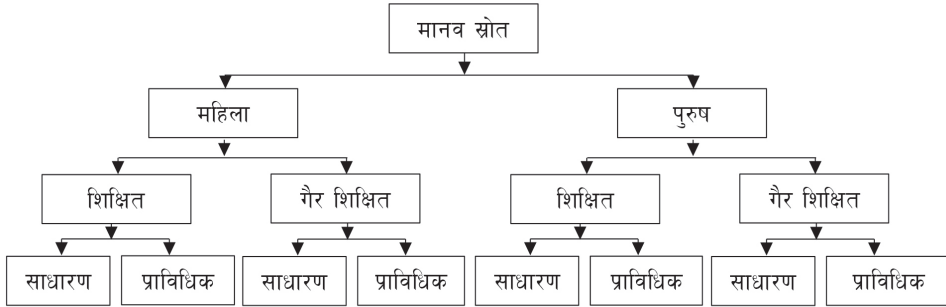 मानव स्रोत
महिला पुरुष
शिक्षित गैर शिक्षित शिक्षित गैर शिक्षित
साधारण प्राविधिक साधारण प्राविधिक साधारण प्राविधिक साधारण प्राविधिक